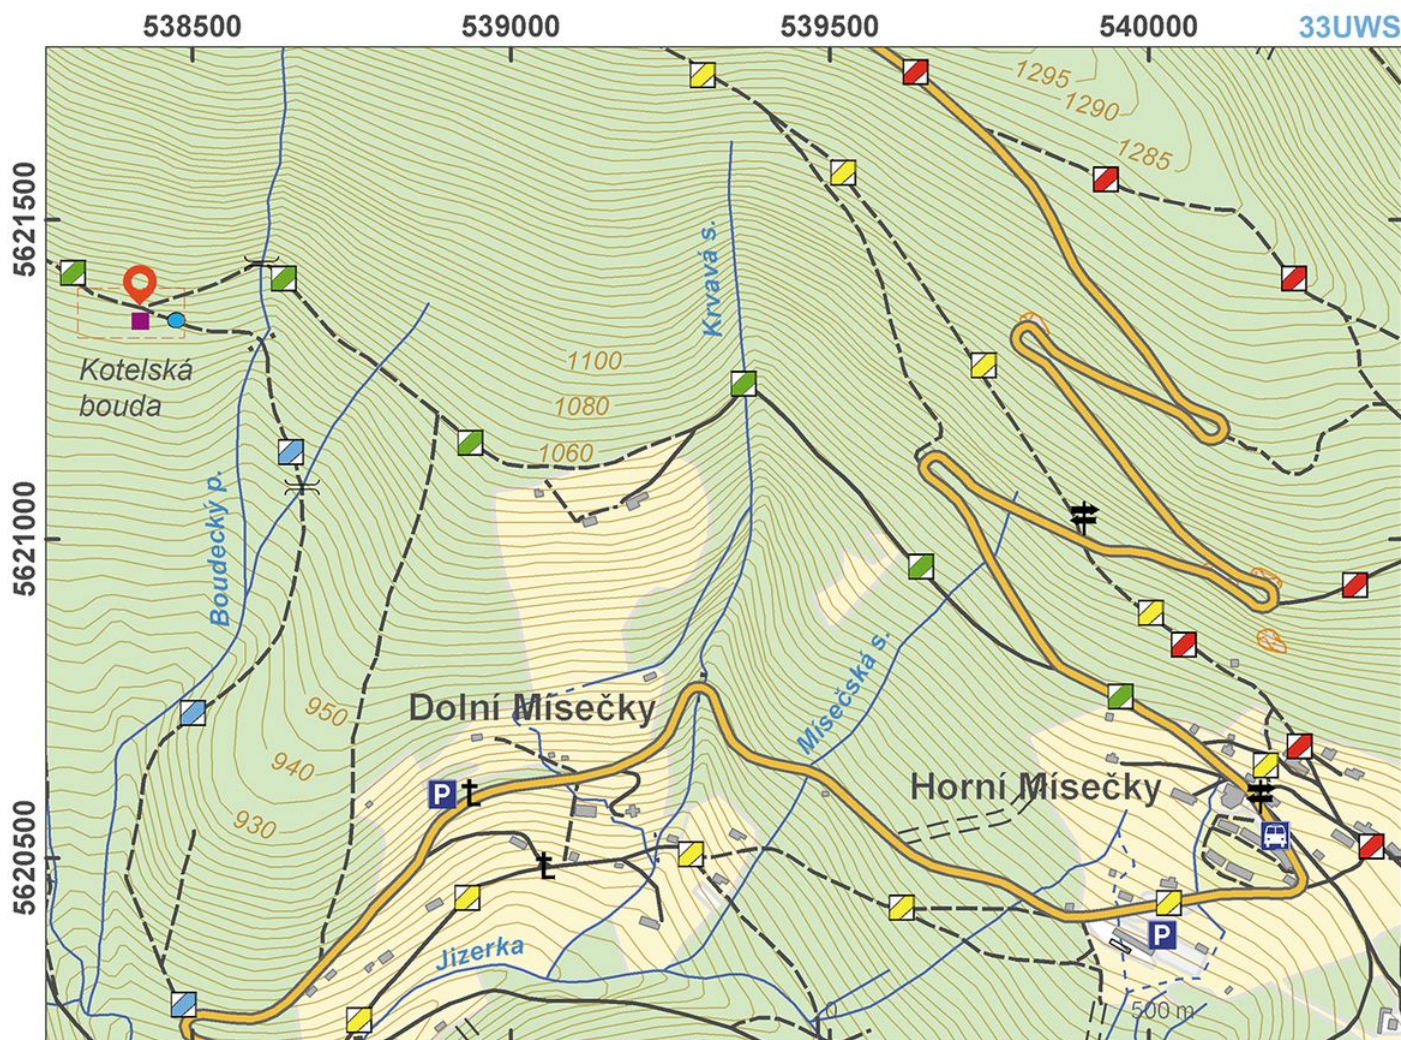 538500
539000
539500
540000
33UWS
1295
1290
1285
5621500
Krvavá s.
Kotelská
bouda
1100
1080
1060
Boudecký p.
5621000
950
Dolní Mísečky
Mísečská s.
940
P
Horní Mísečky
930
5620500
P
Jizerka
0
500 m